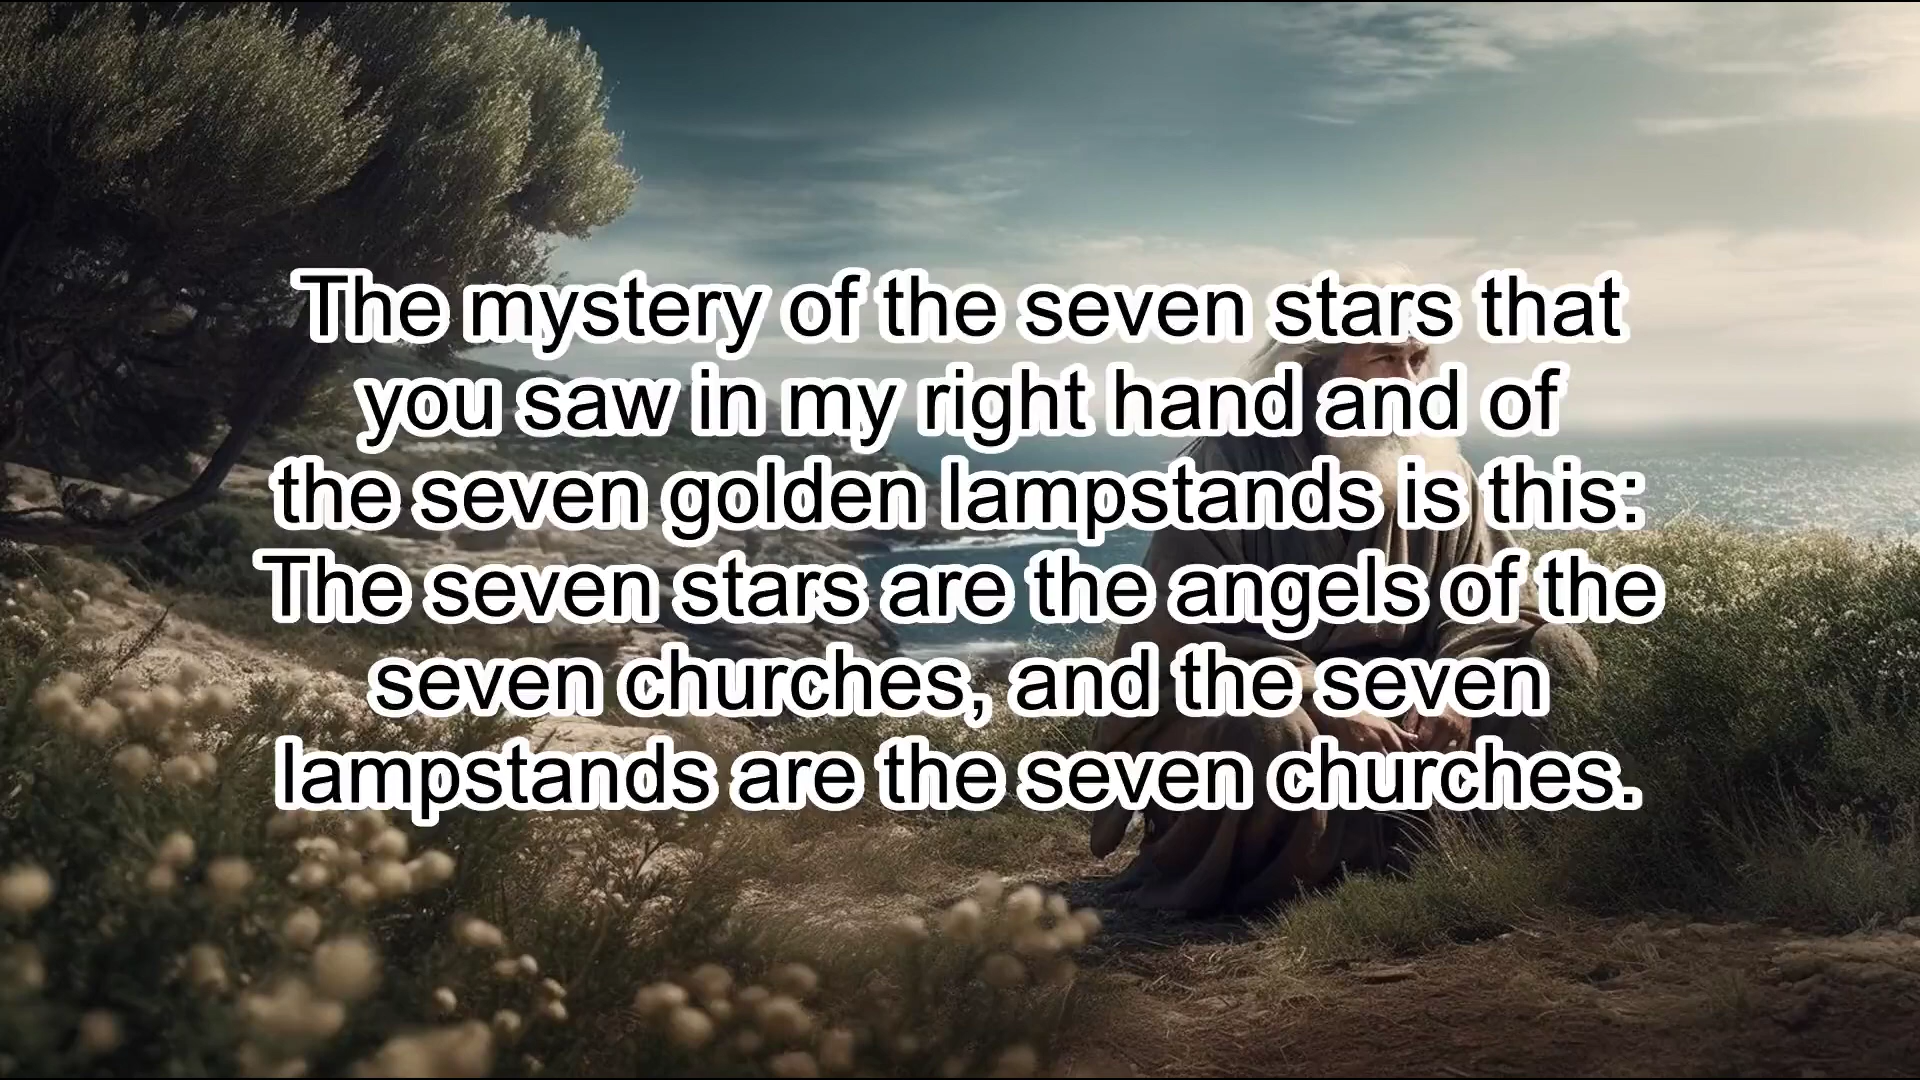 The mystery of the seven stars that
you saw in my right hand and of
the seven golden lampstands is this:
The seven stars are the angels of the
seven churches, and the seven
lampstands are the seven churches.